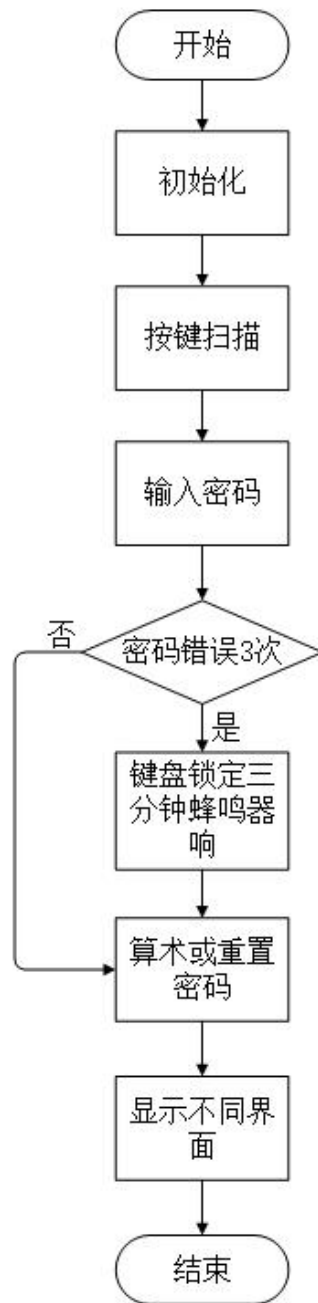 开始
初始化
按键扫描
输入密码
否
密码错误3次
是
键盘锁定三
分钟蜂鸣器
响
算术或重置
密码
显示不同界
面
结束